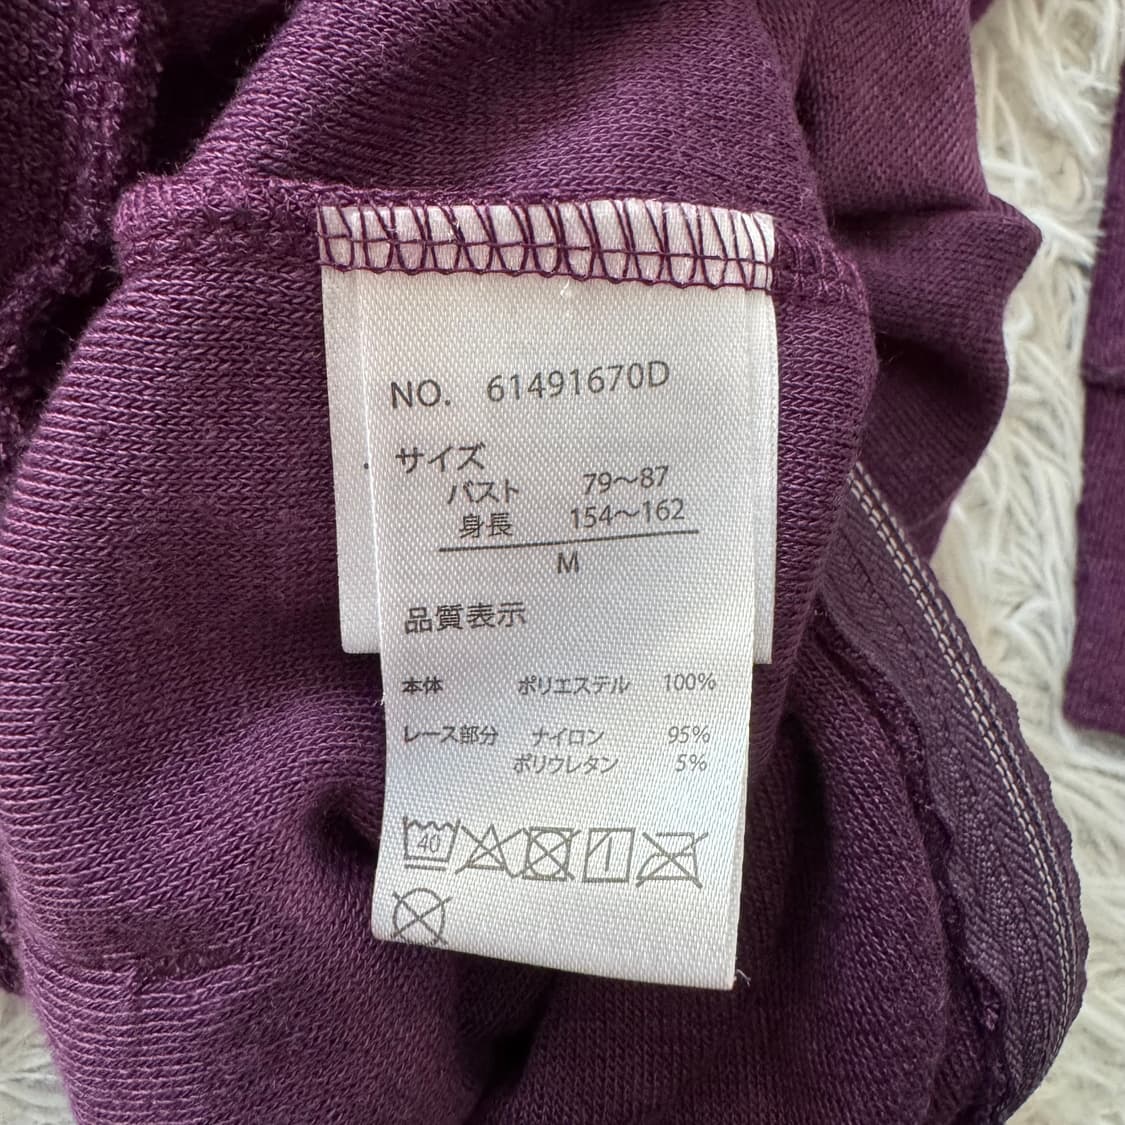 NO. 61491670D
サイズ
バスト 79〜87
身長 154〜162
M
品質表示
本体 ポリエステル 100%
レース部分 ナイロン 95%
ポリウレタン 5%
40